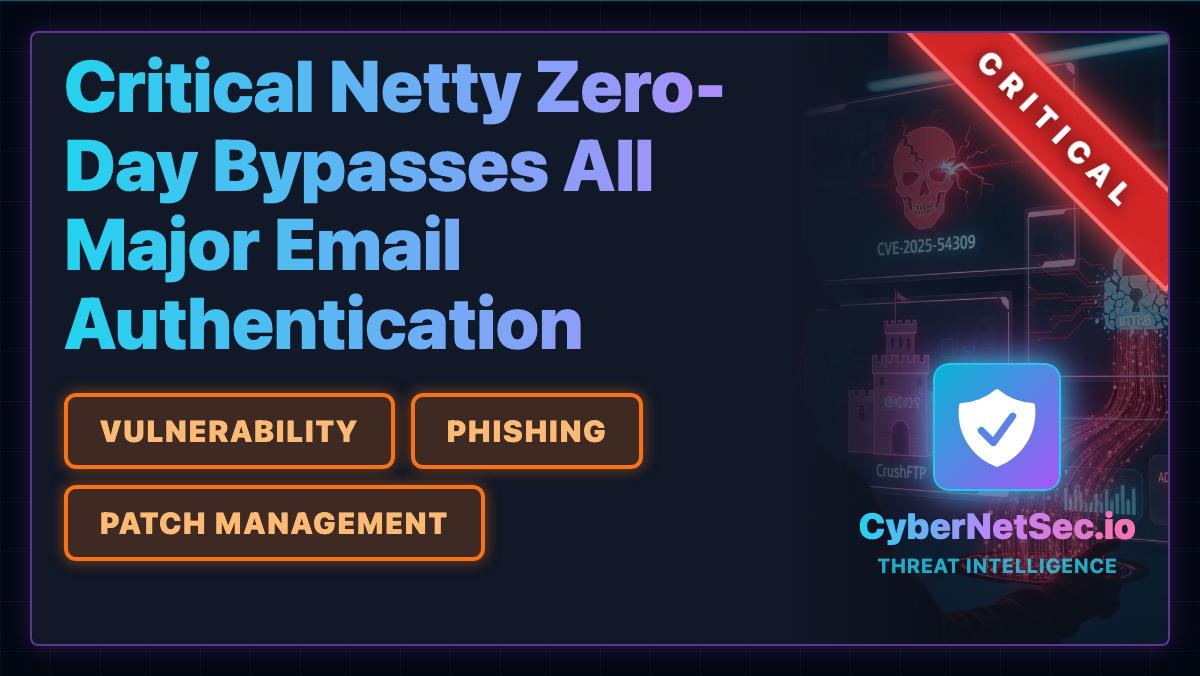 Critical Netty Zero-
Day Bypasses All
Major Email
Authentication
CRITICAL
VULNERABILITY
PHISHING
PATCH MANAGEMENT
CVE-2025-54309
HTTPS
CrushFTP
CyberNetSec.io
THREAT INTELLIGENCE